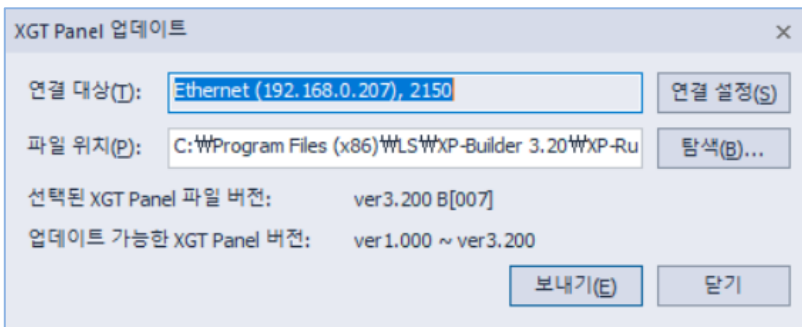 XGT Panel 업데이트
연결 대상(T): Ethernet (192.168.0.207), 2150 연결 설정(S)
파일 위치(P): C:₩Program Files (x86)₩LS₩XP-Builder 3.20₩XP-Ru 탐색(B)...
선택된 XGT Panel 파일 버전: ver3.200 B[007]
업데이트 가능한 XGT Panel 버전: ver1.000 ~ ver3.200
보내기(E) 닫기